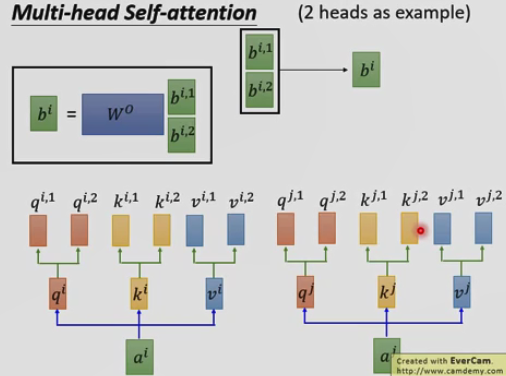 Multi-head Self-attention (2 heads as example)
b^{i,1}
b^{i,2}
b^i
b^i = W^O b^{i,1}
b^{i,2}
q^{i,1} q^{i,2} k^{i,1} k^{i,2} v^{i,1} v^{i,2} q^{j,1} q^{j,2} k^{j,1} k^{j,2} v^{j,1} v^{j,2}
q^i k^i v^i q^j k^j v^j
a^i a^j
Created with EverCam.
http://www.camdemy.com